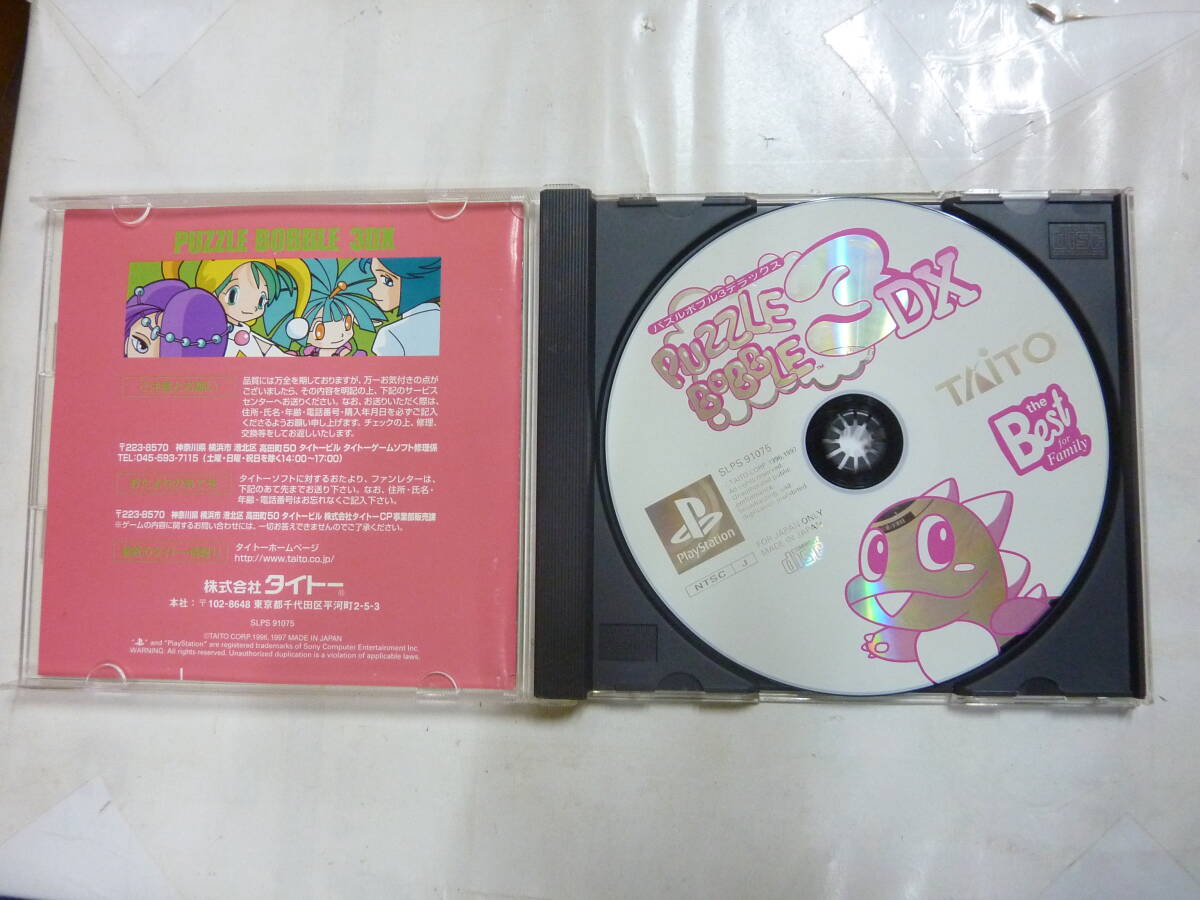 PUZZLE BOBBLE 3DX
品質には万全を期しておりますが、万一お気付きの点が
ございましたら、その内容を明記の上、下記のサービス
センターへお送りください。なお、お送りいただく際は、
住所・氏名・年齢・電話番号・購入年月日を必ずご記入
くださるようお願い申し上げます。チェックの上、修理、
交換等をしてお返しいたします。
〒223-8570 神奈川県 横浜市 港北区 高田町50 タイトービル タイトーゲームソフト修理係
TEL:045-593-7115（土曜・日曜・祝日を除く14:00〜17:00）
タイトーソフトに対するおたより、ファンレターは、
下記のあて先までお送り下さい。なお、住所・氏名・
年齢・電話番号はお忘れなくご記入下さい。
〒223-8570 神奈川県 横浜市 港北区 高田町50 タイトービル 株式会社タイトーCP事業部販売課
※ゲームの内容に関するお問い合わせには、一切お答えできませんのでご了承ください。
タイトーホームページ
http://www.taito.co.jp/
株式会社 タイトー®
本社：〒102-8648 東京都千代田区平河町2-5-3
SLPS 91075
©TAITO CORP. 1996, 1997 MADE IN JAPAN
" " and "PlayStation" are registered trademarks of Sony Computer Entertainment Inc.
WARNING: All rights reserved. Unauthorized duplication is a violation of applicable laws.
パズルボブル3デラックス
PUZZLE
BOBBLE™
3
DX
TAITO
the
Best
for
Family
SLPS 91075
TAITO CORP. 1996, 1997
All rights reserved.
PlayStation
NTSC J
FOR JAPAN ONLY
MADE IN JAPAN
disc
disc